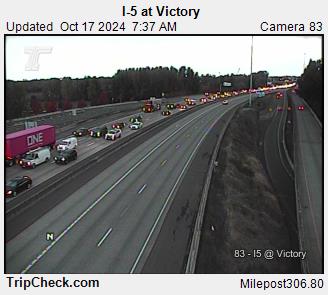 I-5 at Victory
Updated Oct 17 2024 7:37 AM Camera 83
ONE
N
83 - I5 @ Victory
TripCheck.com Milepost306.80